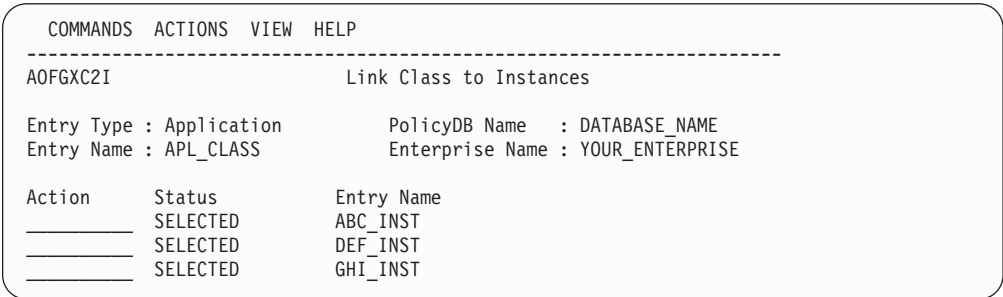 COMMANDS ACTIONS VIEW HELP
-----------------------------------------------------------------------
AOFGXC2I Link Class to Instances
Entry Type : Application PolicyDB Name : DATABASE_NAME
Entry Name : APL_CLASS Enterprise Name : YOUR_ENTERPRISE
Action Status Entry Name
__________ SELECTED ABC_INST
__________ SELECTED DEF_INST
__________ SELECTED GHI_INST